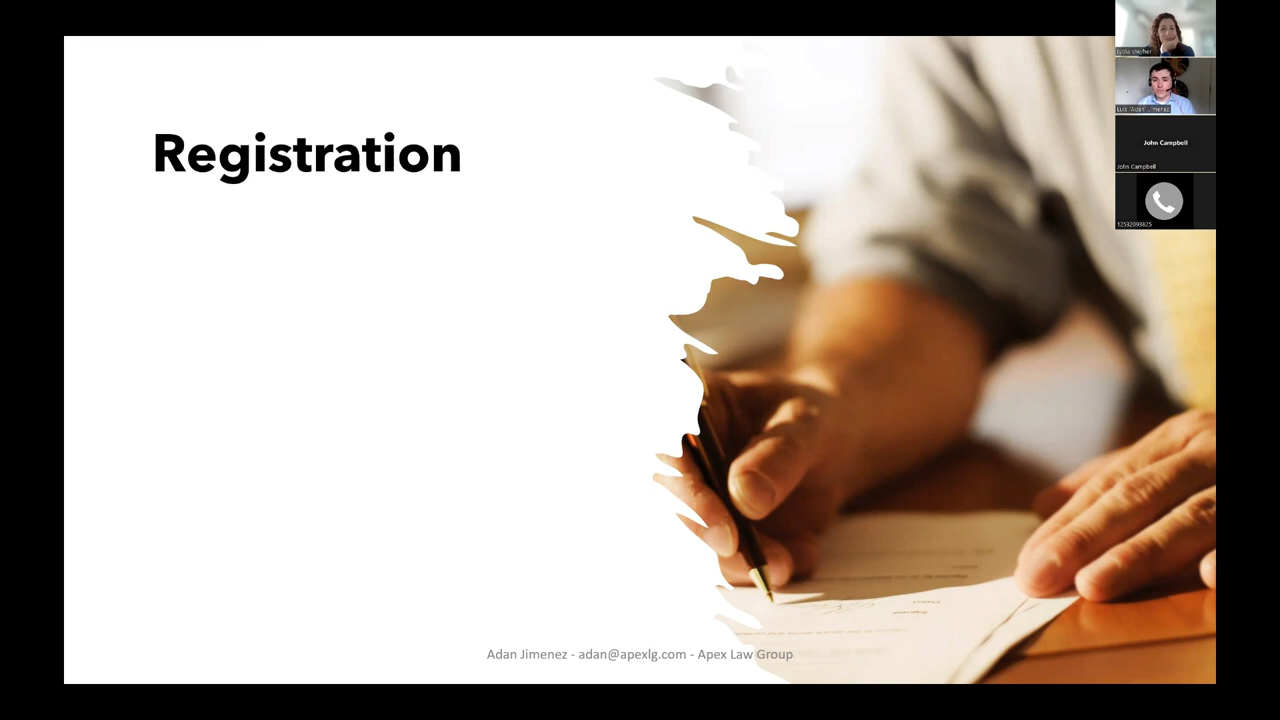 Registration
Adan Jimenez - adan@apexlg.com - Apex Law Group
John Campbell
John Campbell